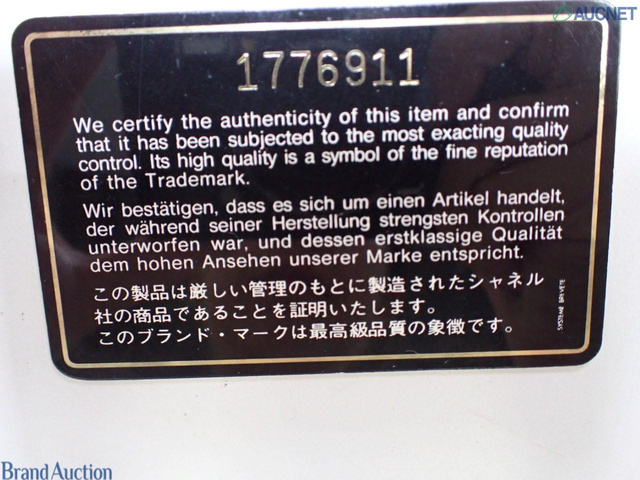 AUCNET
1776911
We certify the authenticity of this item and confirm
that it has been subjected to the most exacting quality
control. Its high quality is a symbol of the fine reputation
of the Trademark.
Wir bestätigen, dass es sich um einen Artikel handelt,
der während seiner Herstellung strengsten Kontrollen
unterworfen war, und dessen erstklassige Qualität
dem hohen Ansehen unserer Marke entspricht.
この製品は厳しい管理のもとに製造されたシャネル
社の商品であることを証明いたします。
このブランド・マークは最高級品質の象徴です。
SYSTEME BREVETE
Brand Auction